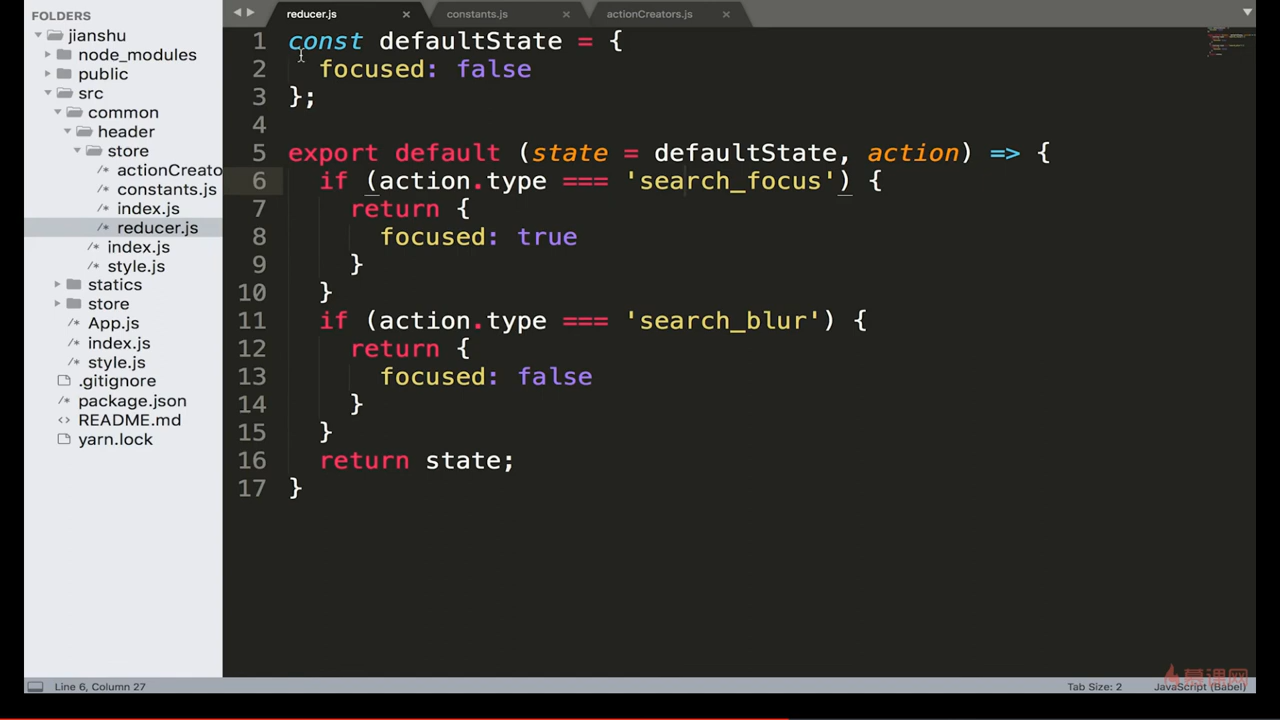 FOLDERS
jianshu
node_modules
public
src
common
header
store
actionCreato
constants.js
index.js
reducer.js
index.js
style.js
statics
store
App.js
index.js
style.js
.gitignore
package.json
README.md
yarn.lock
reducer.js × constants.js × actionCreators.js ×
1 const defaultState = {
2   focused: false
3 };
4
5 export default (state = defaultState, action) => {
6   if (action.type === 'search_focus') {
7     return {
8       focused: true
9     }
10   }
11   if (action.type === 'search_blur') {
12     return {
13       focused: false
14     }
15   }
16   return state;
17 }
慕课网
Line 6, Column 27
Tab Size: 2
JavaScript (Babel)